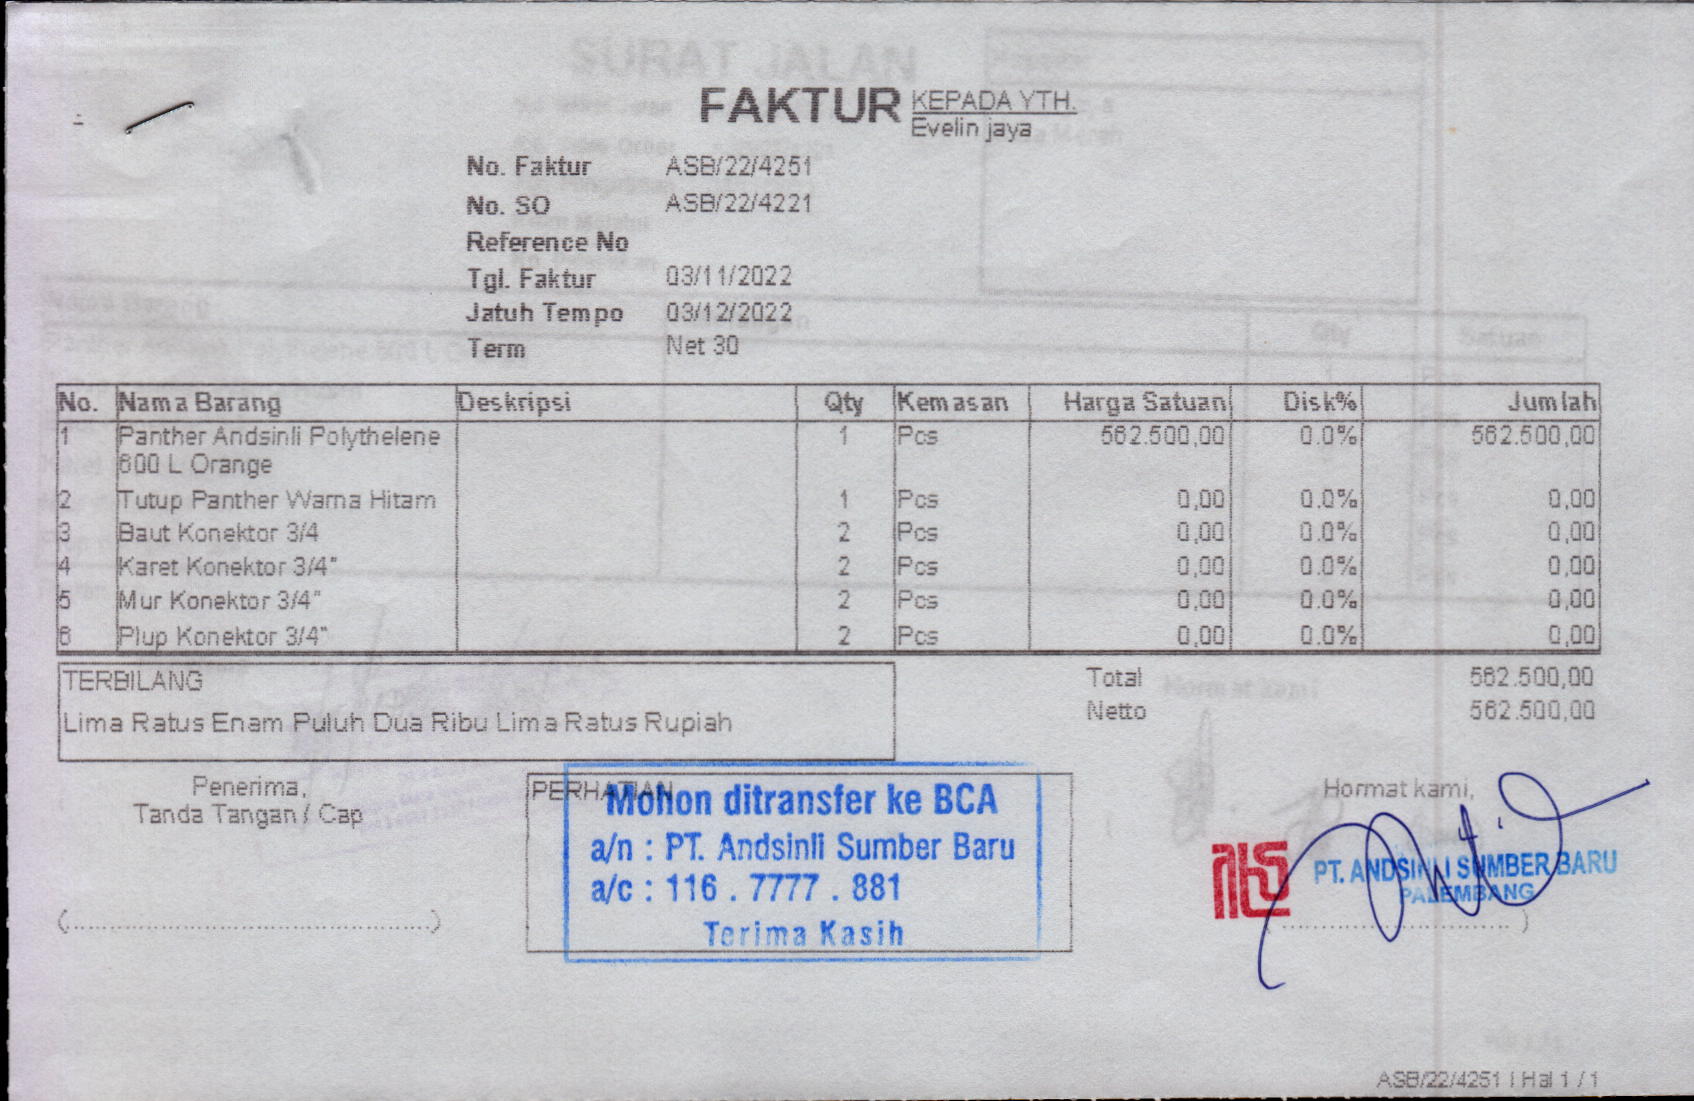 FAKTUR
KEPADA YTH.
Evelin jaya
No. Faktur ASB/22/4251
No. SO ASB/22/4221
Reference No
Tgl. Faktur 03/11/2022
Jatuh Tempo 03/12/2022
Term Net 30
No. Nama Barang Deskripsi Qty Kemasan Harga Satuan Disk% Jumlah
1 Panther Andsinli Polythelene 1 Pcs 562.500,00 0.0% 562.500,00
600 L Orange
2 Tutup Panther Warna Hitam 1 Pcs 0,00 0.0% 0,00
3 Baut Konektor 3/4 2 Pcs 0,00 0.0% 0,00
4 Karet Konektor 3/4" 2 Pcs 0,00 0.0% 0,00
5 Mur Konektor 3/4" 2 Pcs 0,00 0.0% 0,00
6 Plup Konektor 3/4" 2 Pcs 0,00 0.0% 0,00
TERBILANG
Lima Ratus Enam Puluh Dua Ribu Lima Ratus Rupiah
Total 562.500,00
Netto 562.500,00
Penerima,
Tanda Tangan / Cap
PERHATIAN
Mohon ditransfer ke BCA
a/n : PT. Andsinli Sumber Baru
a/c : 116 . 7777 . 881
Terima Kasih
Hormat kami,
PT. ANDSINLI SUMBER BARU
PALEMBANG
ASB/22/4251 | Hal 1 / 1
SURAT JALAN